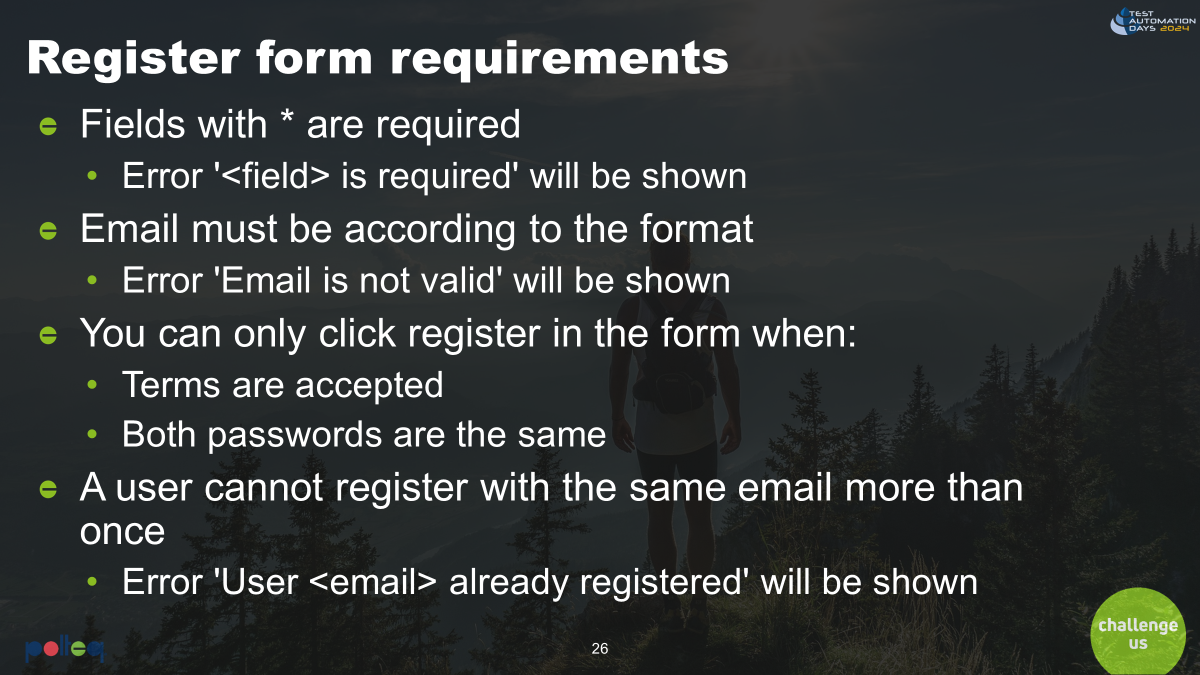 TEST
AUTOMATION
DAYS 2024
Register form requirements
Fields with * are required
• Error '<field> is required' will be shown
Email must be according to the format
• Error 'Email is not valid' will be shown
You can only click register in the form when:
• Terms are accepted
• Both passwords are the same
A user cannot register with the same email more than
once
• Error 'User <email> already registered' will be shown
polteq
26
challenge
us